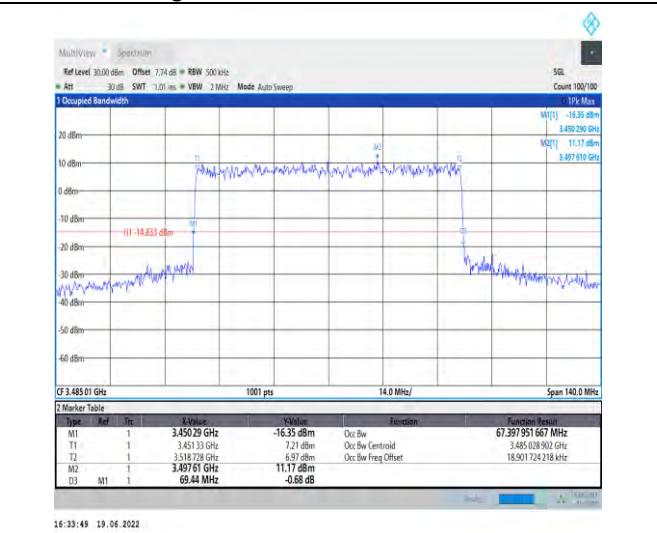 MultiView Spectrum
Ref Level 30.00 dBm Offset 7.74 dB RBW 500 kHz SGL
Att 30 dB SWT 1.01 ms VBW 2 MHz Mode Auto Sweep Count 100/100
1 Occupied Bandwidth 1Pk Max
M1[1] -16.35 dBm
3.450 290 GHz
M2[1] 11.17 dBm
3.497 610 GHz
20 dBm
M2
T1
10 dBm
0 dBm
-10 dBm
M1
H1 -14.833 dBm
D3
-20 dBm
-30 dBm
-40 dBm
-50 dBm
-60 dBm
CF 3.485 01 GHz 1001 pts 14.0 MHz/ Span 140.0 MHz
2 Marker Table
Type Ref Trc X-Value Y-Value Function Function Result
M1 1 3.450 29 GHz -16.35 dBm Occ Bw 67.397 951 667 MHz
T1 1 3.451 33 GHz 7.21 dBm Occ Bw Centroid 3.485 028 902 GHz
T2 1 3.518 728 GHz 6.97 dBm Occ Bw Freq Offset 18.901 724 218 kHz
M2 1 3.497 61 GHz 11.17 dBm
D3 M1 1 69.44 MHz -0.68 dB
16:33:49 19.06.2022